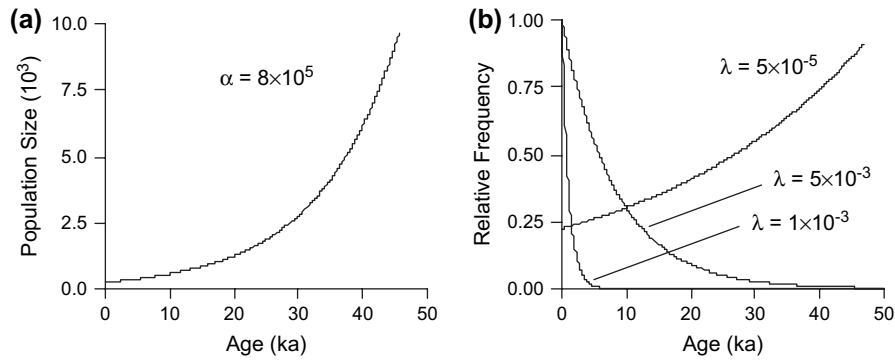 (a)
10.0
7.5
5.0
2.5
0.0
Population Size (10³)
α = 8×10⁵
0 10 20 30 40 50
Age (ka)
(b)
1.00
0.75
0.50
0.25
0.00
Relative Frequency
λ = 5×10⁻⁵
λ = 5×10⁻³
λ = 1×10⁻³
0 10 20 30 40 50
Age (ka)